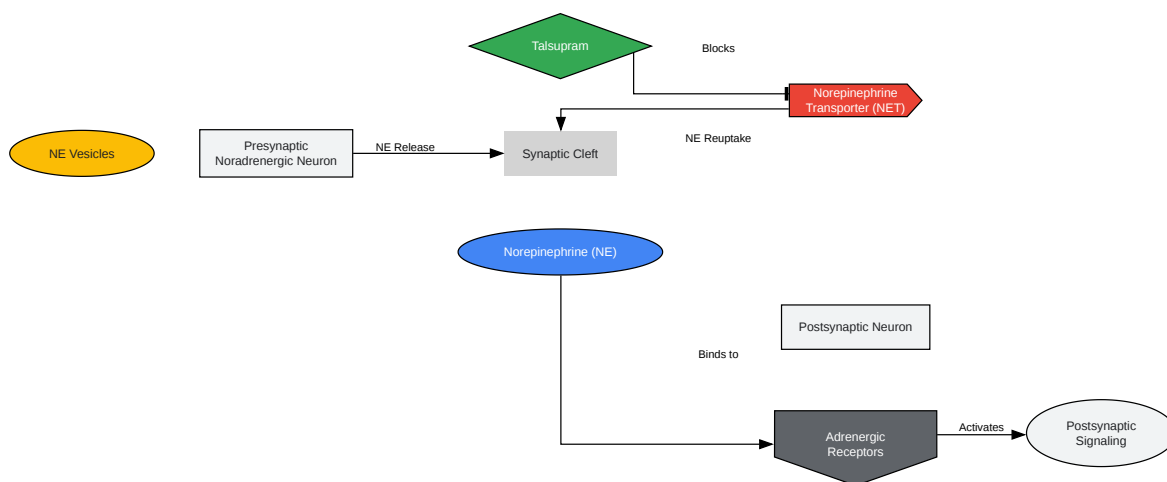 Talsupram
Blocks
Norepinephrine
Transporter (NET)
NE Reuptake
NE Vesicles
Presynaptic
Noradrenergic Neuron
NE Release
Synaptic Cleft
Norepinephrine (NE)
Postsynaptic Neuron
Binds to
Adrenergic
Receptors
Activates
Postsynaptic
Signaling